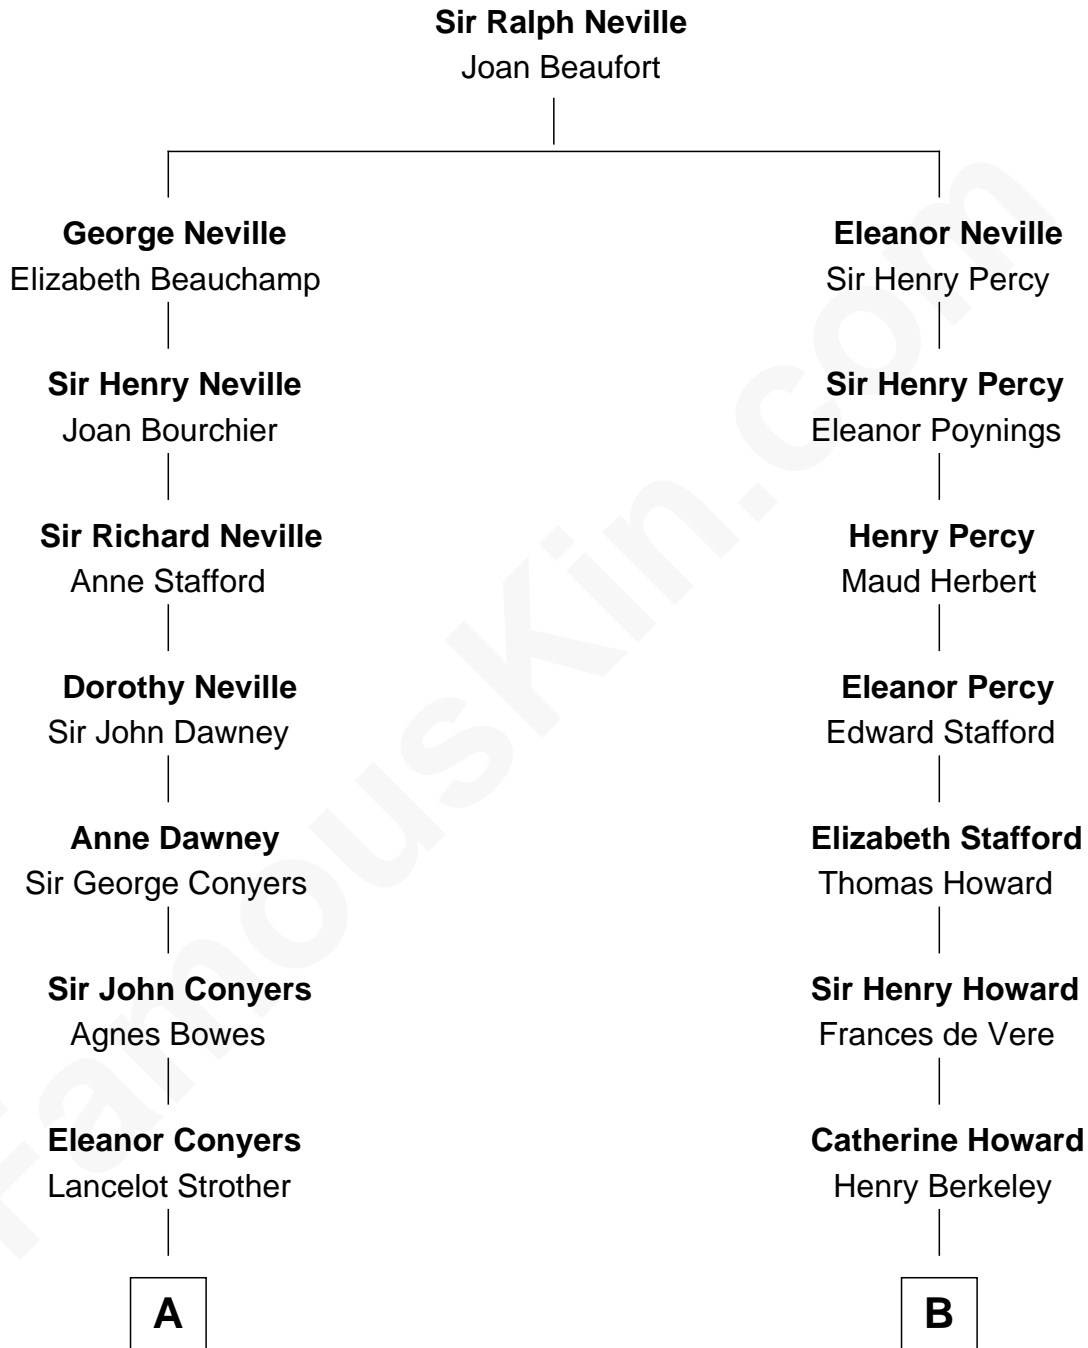 Sir Ralph Neville
Joan Beaufort
George Neville
Elizabeth Beauchamp
Eleanor Neville
Sir Henry Percy
Sir Henry Neville
Joan Bourchier
Sir Henry Percy
Eleanor Poynings
Sir Richard Neville
Anne Stafford
Henry Percy
Maud Herbert
Dorothy Neville
Sir John Dawney
Eleanor Percy
Edward Stafford
Anne Dawney
Sir George Conyers
Elizabeth Stafford
Thomas Howard
Sir John Conyers
Agnes Bowes
Sir Henry Howard
Frances de Vere
Eleanor Conyers
Lancelot Strother
Catherine Howard
Henry Berkeley
A
B
FamousKin.com